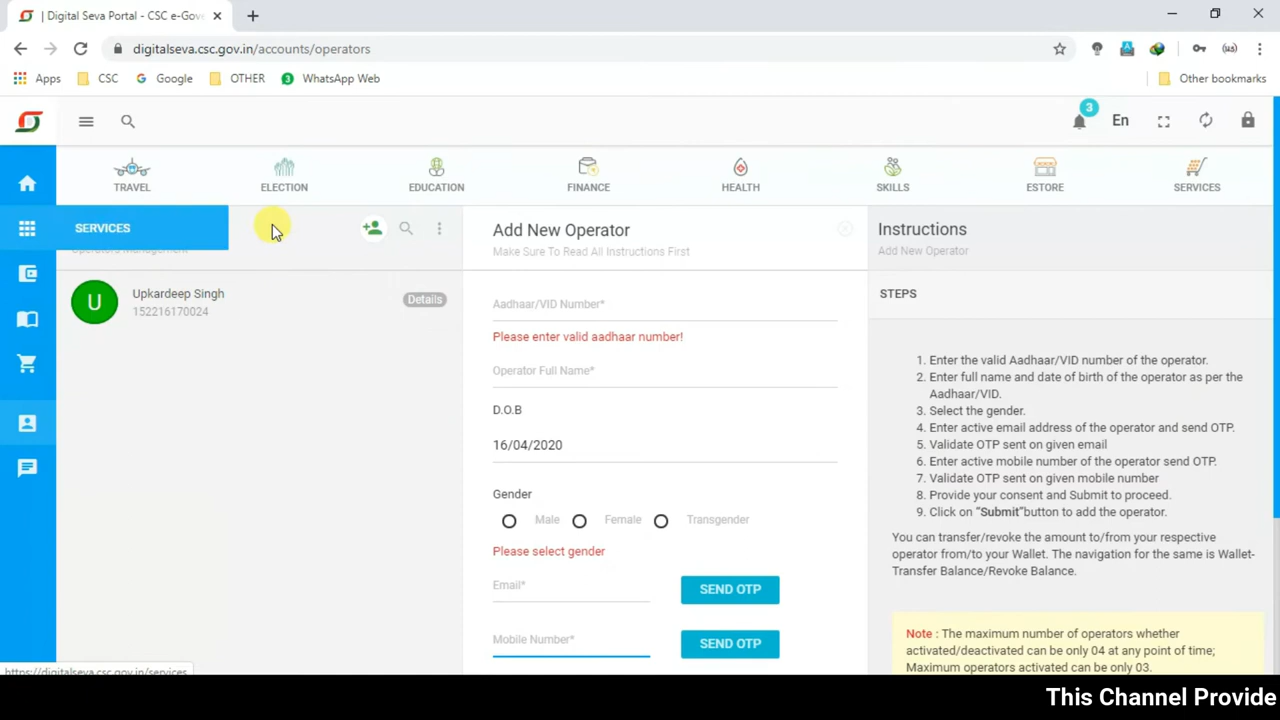 | Digital Seva Portal - CSC e-Gov
digitalseva.csc.gov.in/accounts/operators
Apps CSC Google OTHER WhatsApp Web Other bookmarks
3
En
TRAVEL ELECTION EDUCATION FINANCE HEALTH SKILLS ESTORE SERVICES
SERVICES
Operators Management
U
Upkardeep Singh
152216170024
Details
Add New Operator
Make Sure To Read All Instructions First
Aadhaar/VID Number*
Please enter valid aadhaar number!
Operator Full Name*
D.O.B
16/04/2020
Gender
Male Female Transgender
Please select gender
Email*
SEND OTP
Mobile Number*
SEND OTP
Instructions
Add New Operator
STEPS
1. Enter the valid Aadhaar/VID number of the operator.
2. Enter full name and date of birth of the operator as per the
Aadhaar/VID.
3. Select the gender.
4. Enter active email address of the operator and send OTP.
5. Validate OTP sent on given email
6. Enter active mobile number of the operator send OTP.
7. Validate OTP sent on given mobile number
8. Provide your consent and Submit to proceed.
9. Click on “Submit”button to add the operator.
You can transfer/revoke the amount to/from your respective
operator from/to your Wallet. The navigation for the same is Wallet-
Transfer Balance/Revoke Balance.
Note : The maximum number of operators whether
activated/deactivated can be only 04 at any point of time;
Maximum operators activated can be only 03.
https://digitalseva.csc.gov.in/services
This Channel Provide